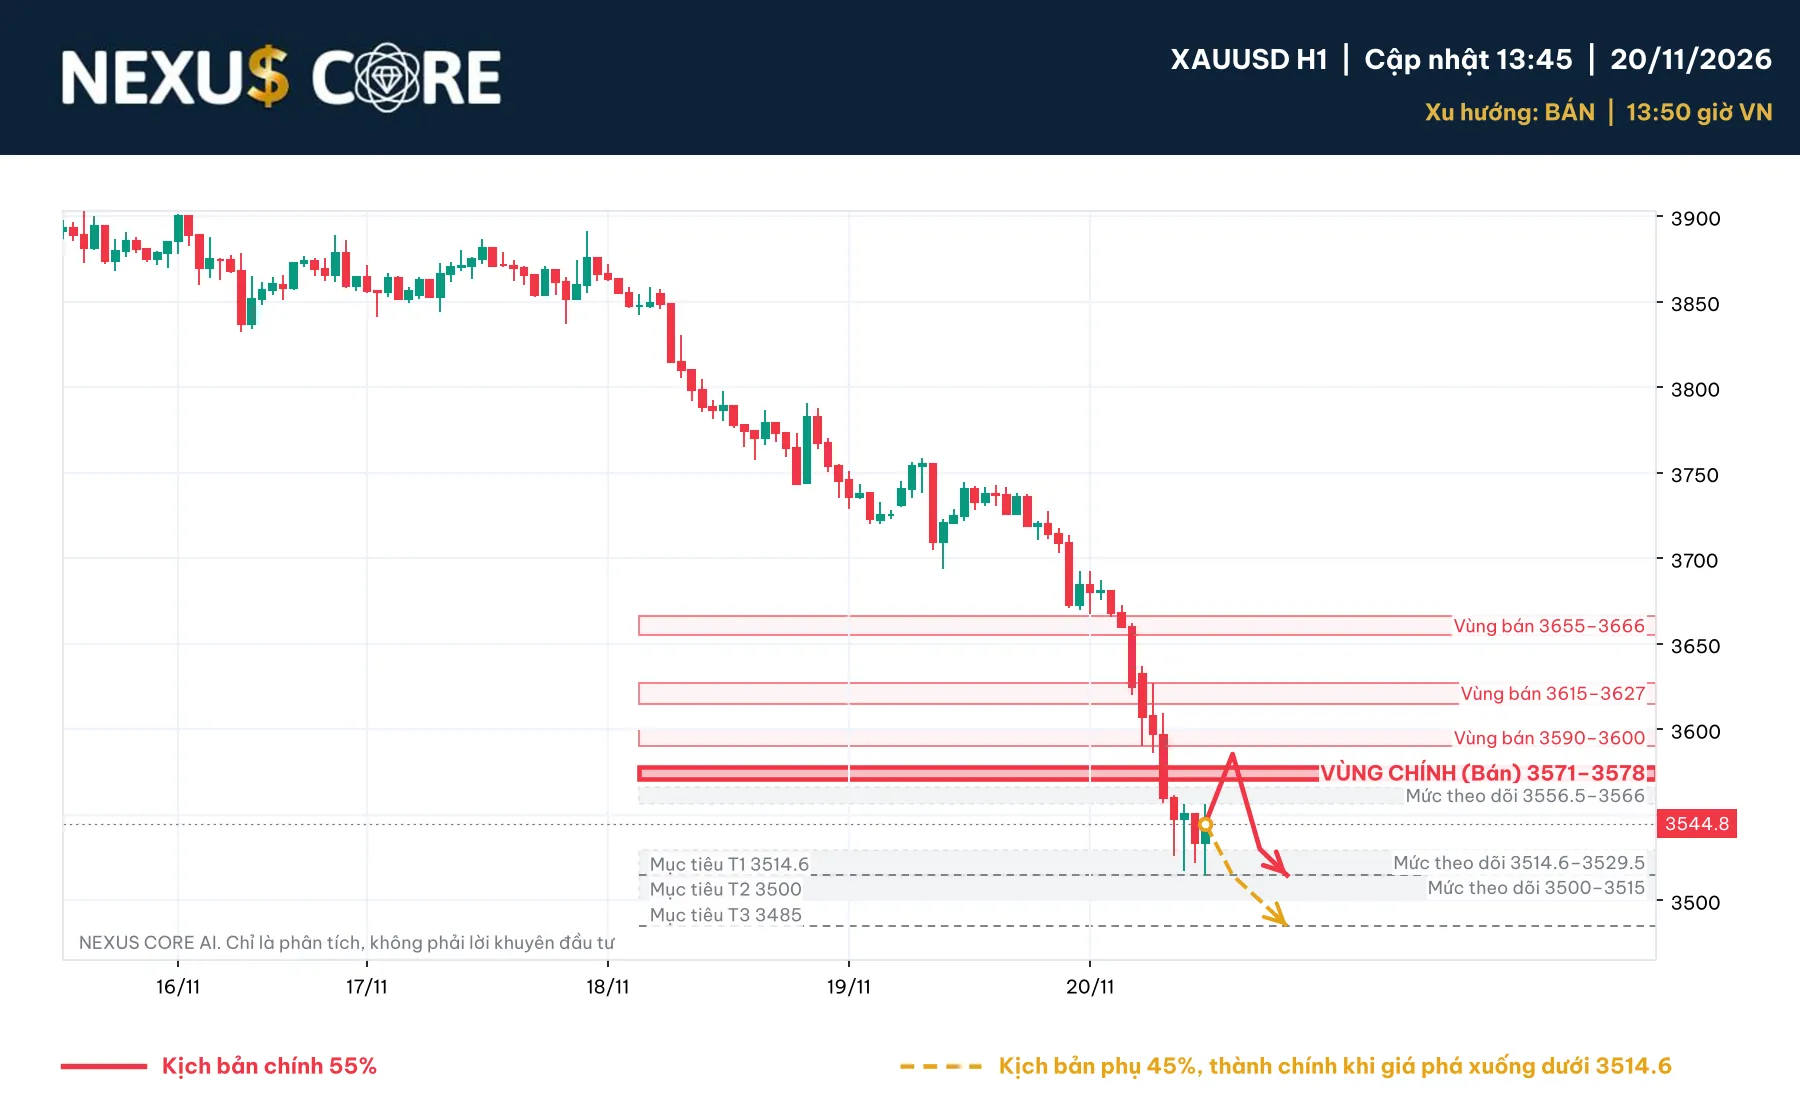 NEXU$ CORE
XAUUSD H1 | Cập nhật 13:45 | 20/11/2026
Xu hướng: BÁN | 13:50 giờ VN
3900
3850
3800
3750
3700
Vùng bán 3655–3666
3650
Vùng bán 3615–3627
3600
Vùng bán 3590–3600
VÙNG CHÍNH (Bán) 3571–3578
Mức theo dõi 3556.5–3566
3544.8
Mục tiêu T1 3514.6
Mức theo dõi 3514.6–3529.5
Mục tiêu T2 3500
Mức theo dõi 3500–3515
3500
Mục tiêu T3 3485
NEXUS CORE AI. Chỉ là phân tích, không phải lời khuyên đầu tư
16/11
17/11
18/11
19/11
20/11
Kịch bản chính 55%
Kịch bản phụ 45%, thành chính khi giá phá xuống dưới 3514.6